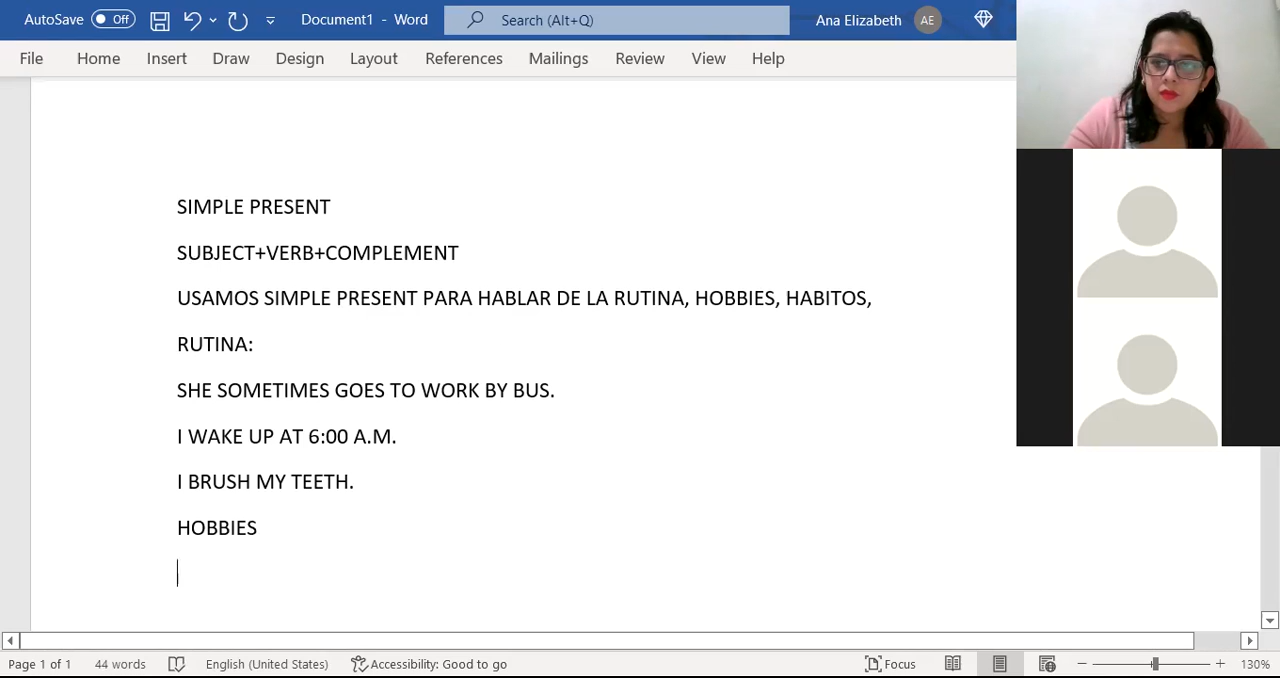 AutoSave Off Document1 - Word Search (Alt+Q) Ana Elizabeth AE
File Home Insert Draw Design Layout References Mailings Review View Help
SIMPLE PRESENT
SUBJECT+VERB+COMPLEMENT
USAMOS SIMPLE PRESENT PARA HABLAR DE LA RUTINA, HOBBIES, HABITOS,
RUTINA:
SHE SOMETIMES GOES TO WORK BY BUS.
I WAKE UP AT 6:00 A.M.
I BRUSH MY TEETH.
HOBBIES
Page 1 of 1 44 words English (United States) Accessibility: Good to go Focus 130%